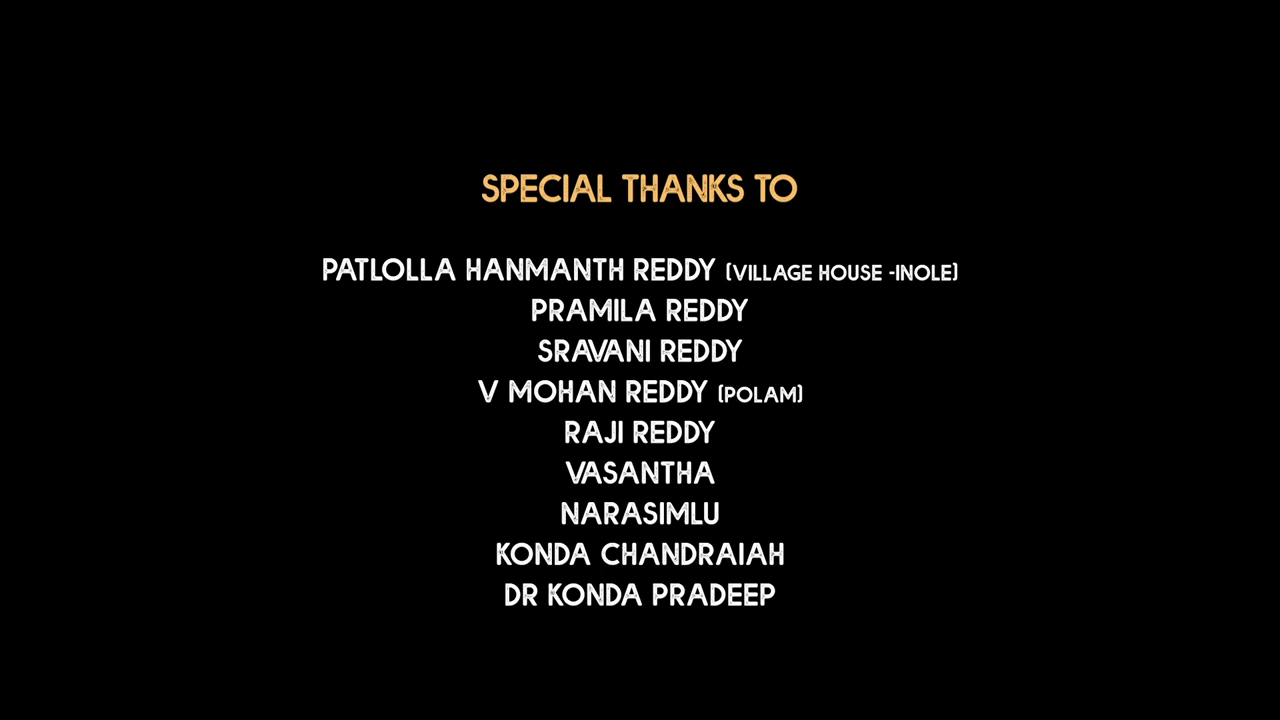 SPECIAL THANKS TO
PATLOLLA HANMANTH REDDY (VILLAGE HOUSE -INOLE)
PRAMILA REDDY
SRAVANI REDDY
V MOHAN REDDY (POLAM)
RAJI REDDY
VASANTHA
NARASIMLU
KONDA CHANDRAIAH
DR KONDA PRADEEP